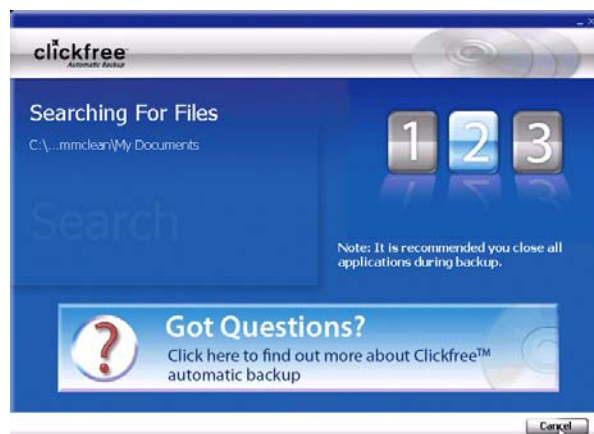 clickfree
Automatic Backup
Searching For Files
C:\...mmclean\My Documents
Search
1 2 3
Note: It is recommended you close all
applications during backup.
?
Got Questions?
Click here to find out more about Clickfree™
automatic backup
Cancel